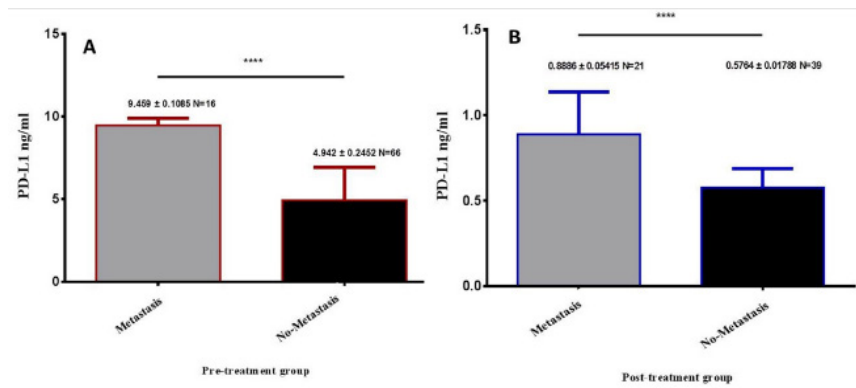 A
****
9.459 ± 0.1085 N=16
4.942 ± 0.2452 N=66
PD-L1 ng/ml
15
10
5
0
Metastasis
No-Metastasis
Pre-treatment group
B
****
0.8886 ± 0.05415 N=21
0.5764 ± 0.01788 N=39
PD-L1 ng/ml
1.5
1.0
0.5
0.0
Metastasis
No-Metastasis
Post-treatment group